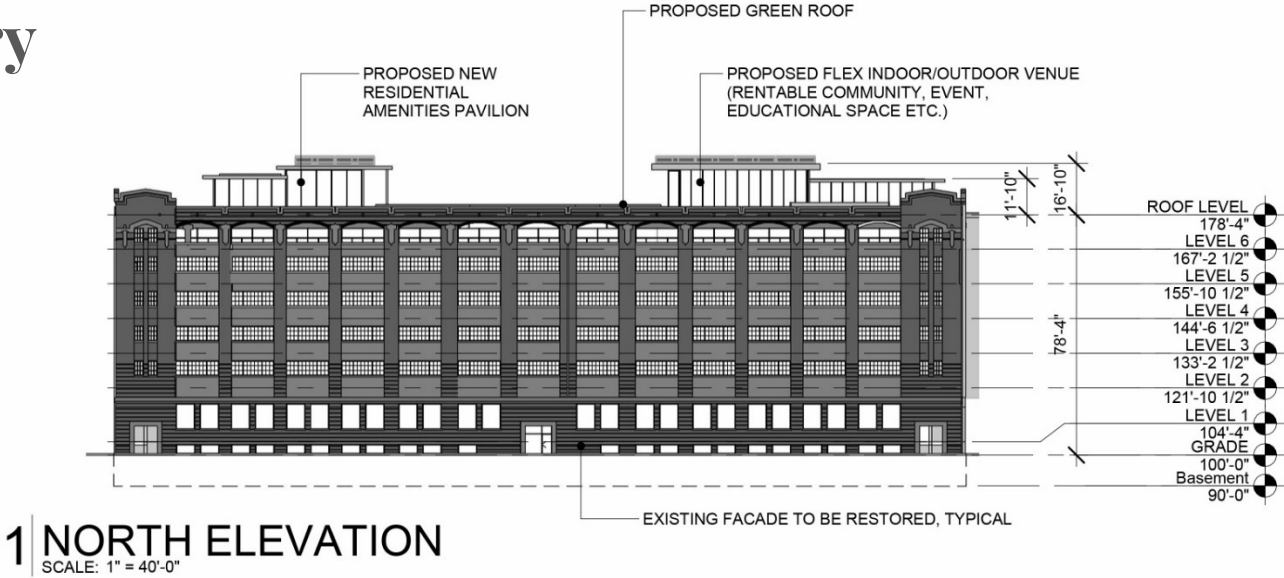 ry
PROPOSED GREEN ROOF
PROPOSED NEW
RESIDENTIAL
AMENITIES PAVILION
PROPOSED FLEX INDOOR/OUTDOOR VENUE
(RENTABLE COMMUNITY, EVENT,
EDUCATIONAL SPACE ETC.)
11'-10"
16'-10"
78'-4"
ROOF LEVEL
178'-4"
LEVEL 6
167'-2 1/2"
LEVEL 5
155'-10 1/2"
LEVEL 4
144'-6 1/2"
LEVEL 3
133'-2 1/2"
LEVEL 2
121'-10 1/2"
LEVEL 1
104'-4"
GRADE
100'-0"
Basement
90'-0"
EXISTING FACADE TO BE RESTORED, TYPICAL
1 NORTH ELEVATION
SCALE: 1" = 40'-0"